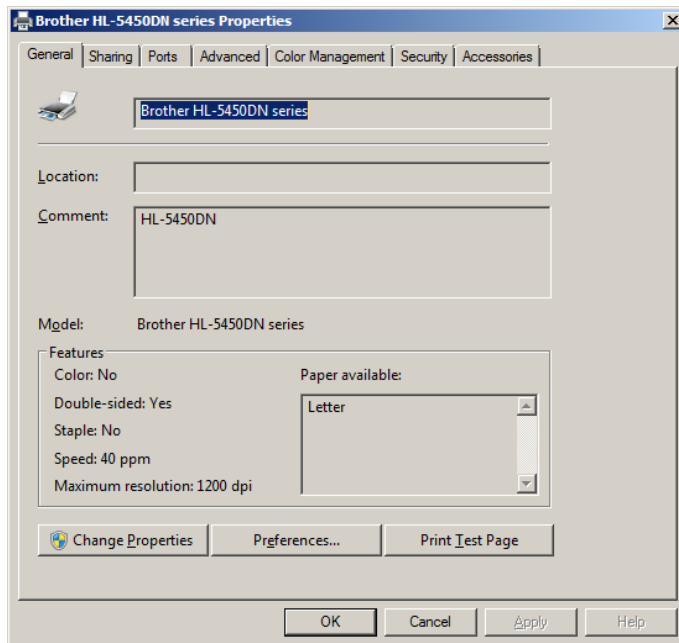 Brother HL-5450DN series Properties
General Sharing Ports Advanced Color Management Security Accessories
Brother HL-5450DN series
Location:
Comment: HL-5450DN
Model: Brother HL-5450DN series
Features
Color: No Paper available:
Double-sided: Yes Letter
Staple: No
Speed: 40 ppm
Maximum resolution: 1200 dpi
Change Properties Preferences... Print Test Page
OK Cancel Apply Help